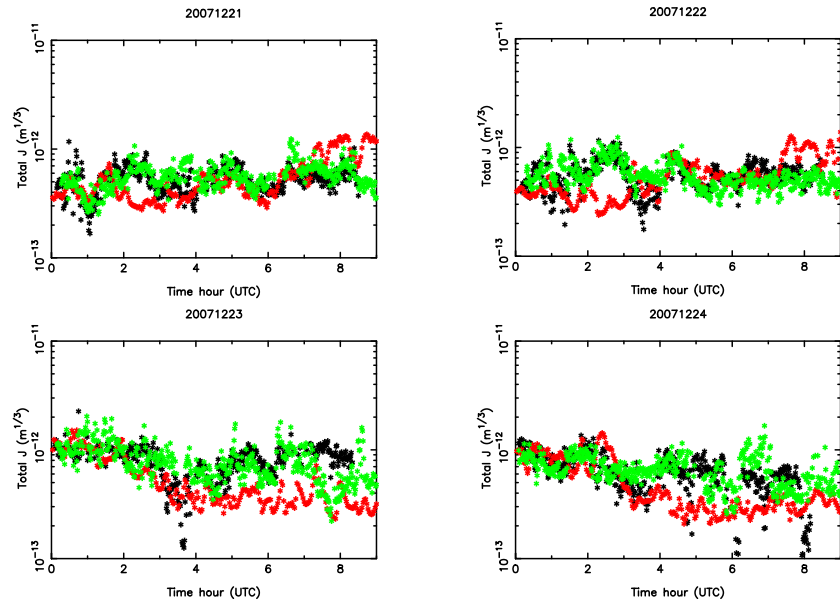 20071221
10⁻¹¹
10⁻¹²
10⁻¹³
Total J (m^1/3)
0 2 4 6 8
Time hour (UTC)
20071222
10⁻¹¹
10⁻¹²
10⁻¹³
Total J (m^1/3)
0 2 4 6 8
Time hour (UTC)
20071223
10⁻¹¹
10⁻¹²
10⁻¹³
Total J (m^1/3)
0 2 4 6 8
Time hour (UTC)
20071224
10⁻¹¹
10⁻¹²
10⁻¹³
Total J (m^1/3)
0 2 4 6 8
Time hour (UTC)